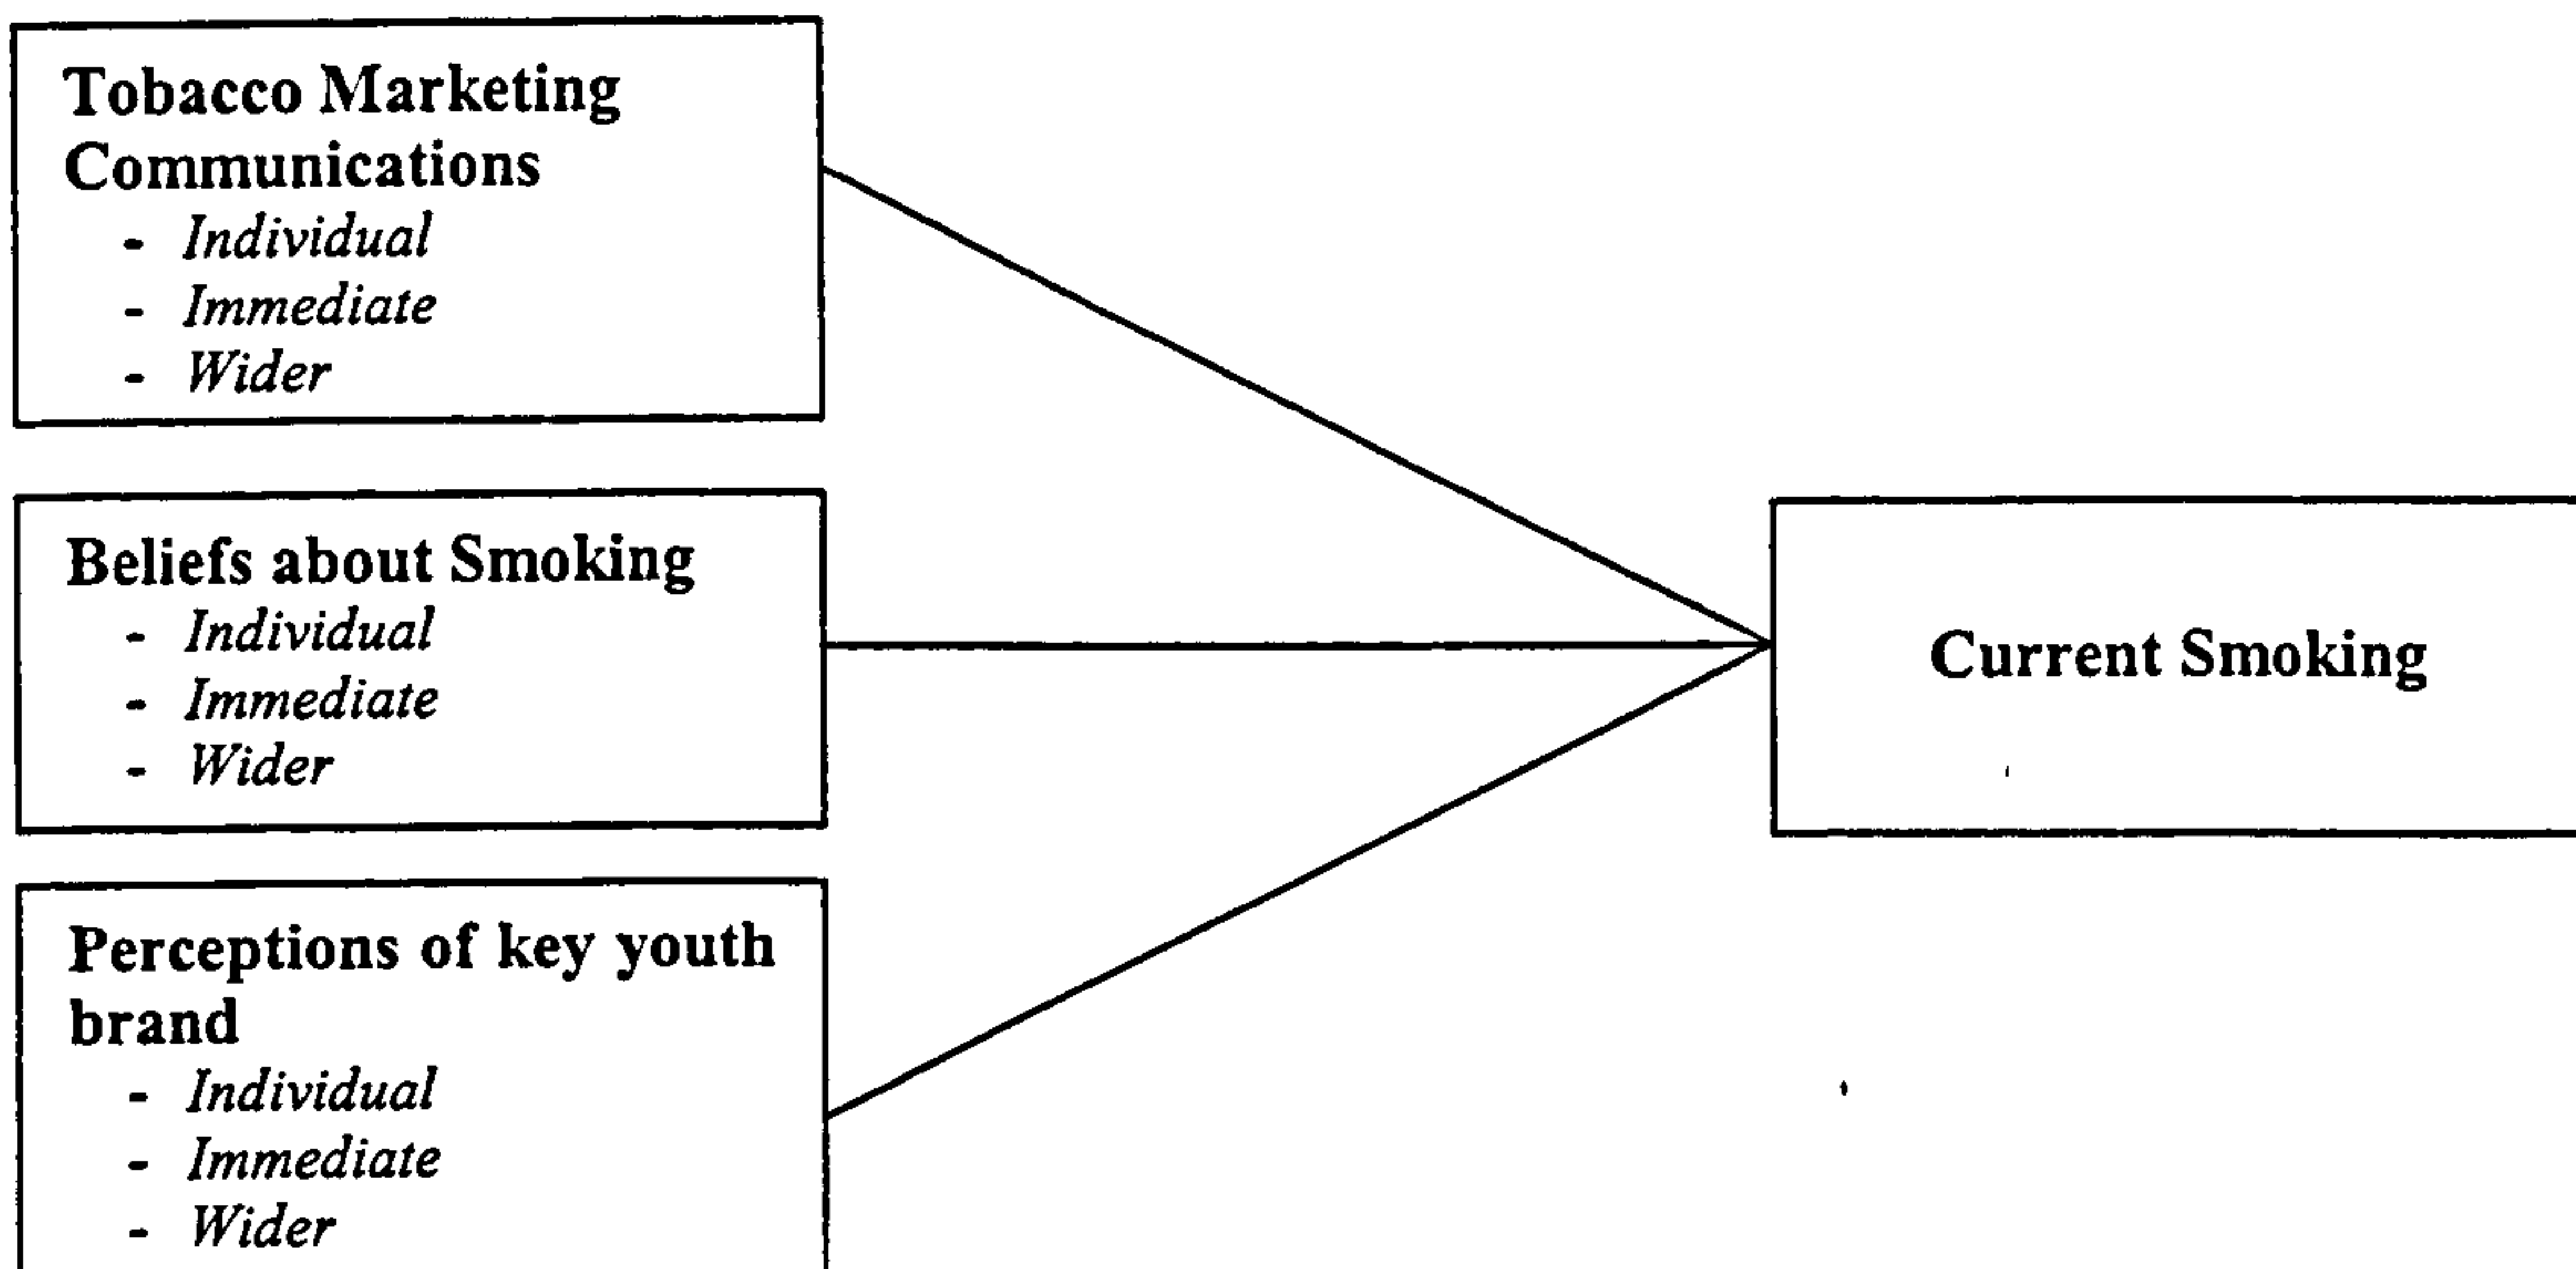 Tobacco Marketing
Communications
- Individual
- Immediate
- Wider
Beliefs about Smoking
- Individual
- Immediate
- Wider
Current Smoking
Perceptions of key youth
brand
- Individual
- Immediate
- Wider